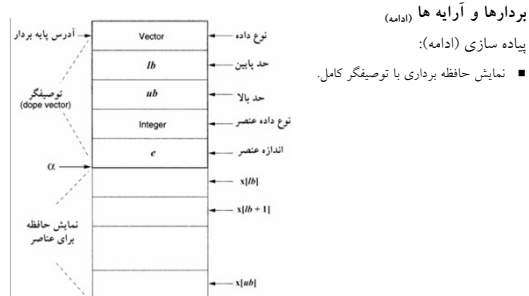 بردارها و آرایه ها (ادامه)
پیاده سازی (ادامه):
■ نمایش حافظه برداری با توصیفگر کامل.
آدرس پایه بردار
Vector
نوع داده
lb
حد پایین
ub
حد بالا
توصیفگر
(dope vector)
Integer
نوع داده عنصر
e
اندازه عنصر
α
x[lb]
x[lb + 1]
نمایش حافظه
برای عناصر
x[ub]